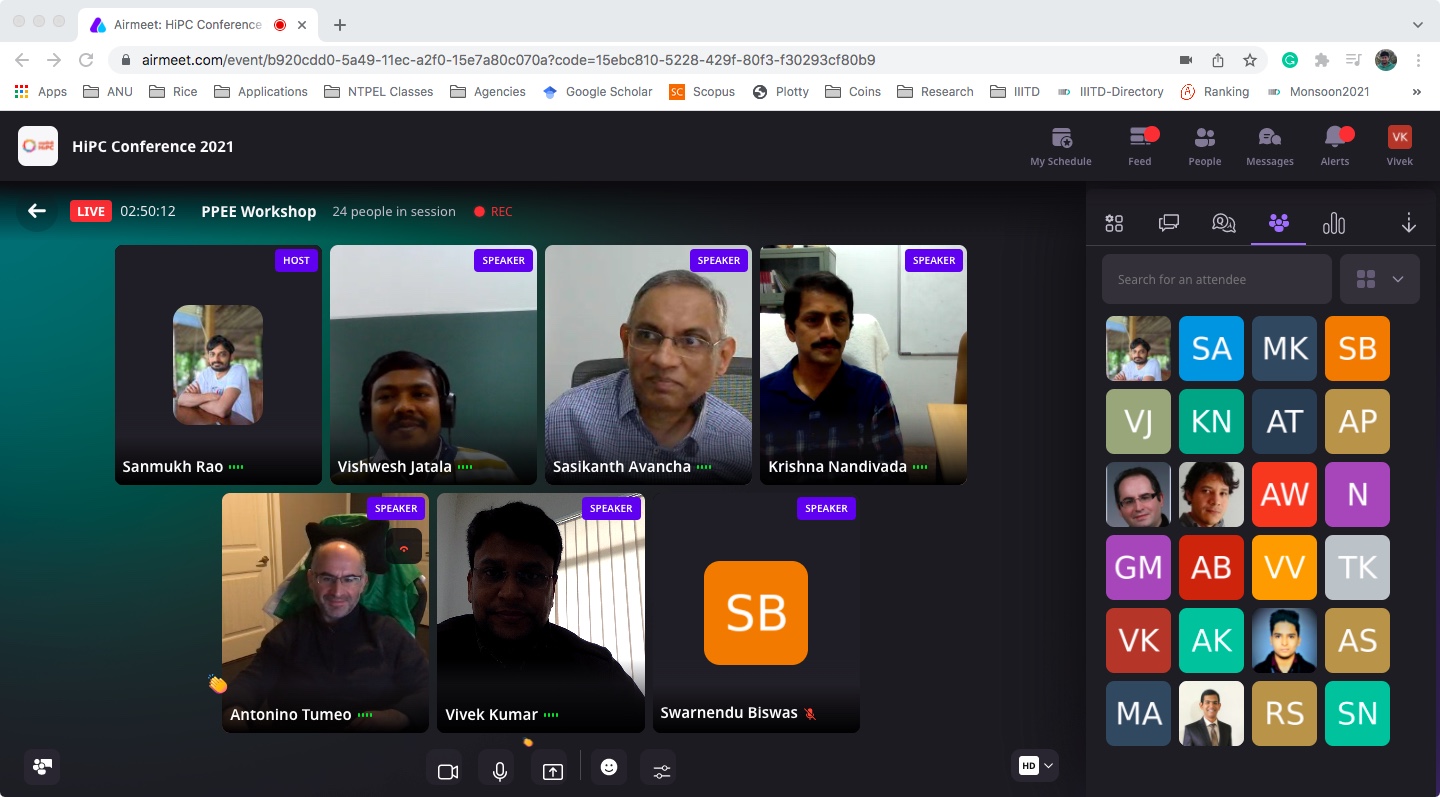 Airmeet: HiPC Conference
airmeet.com/event/b920cdd0-5a49-11ec-a2f0-15e7a80c070a?code=15ebc810-5228-429f-80f3-f30293cf80b9
Apps ANU Rice Applications NTPEL Classes Agencies Google Scholar SC Scopus Plotty Coins Research IIITD IIITD-Directory Ranking Monsoon2021 »
HiPC Conference 2021
VK
My Schedule Feed People Messages Alerts Vivek
LIVE 02:50:12 PPEE Workshop 24 people in session REC
HOST SPEAKER SPEAKER SPEAKER
Sanmukh Rao Vishwesh Jatala Sasikanth Avancha Krishna Nandivada
SPEAKER SPEAKER SPEAKER
SB
Antonino Tumeo Vivek Kumar Swarnendu Biswas
HD
Search for an attendee
SA MK SB
VJ KN AT AP
AW N
GM AB VV TK
VK AK AS
MA RS SN